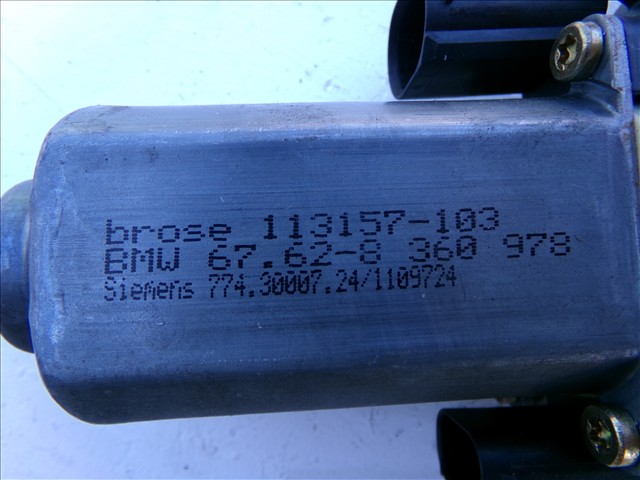 brose 113157-103
BMW 67.62-8 360 978
Siemens 774.30007.24/1109724